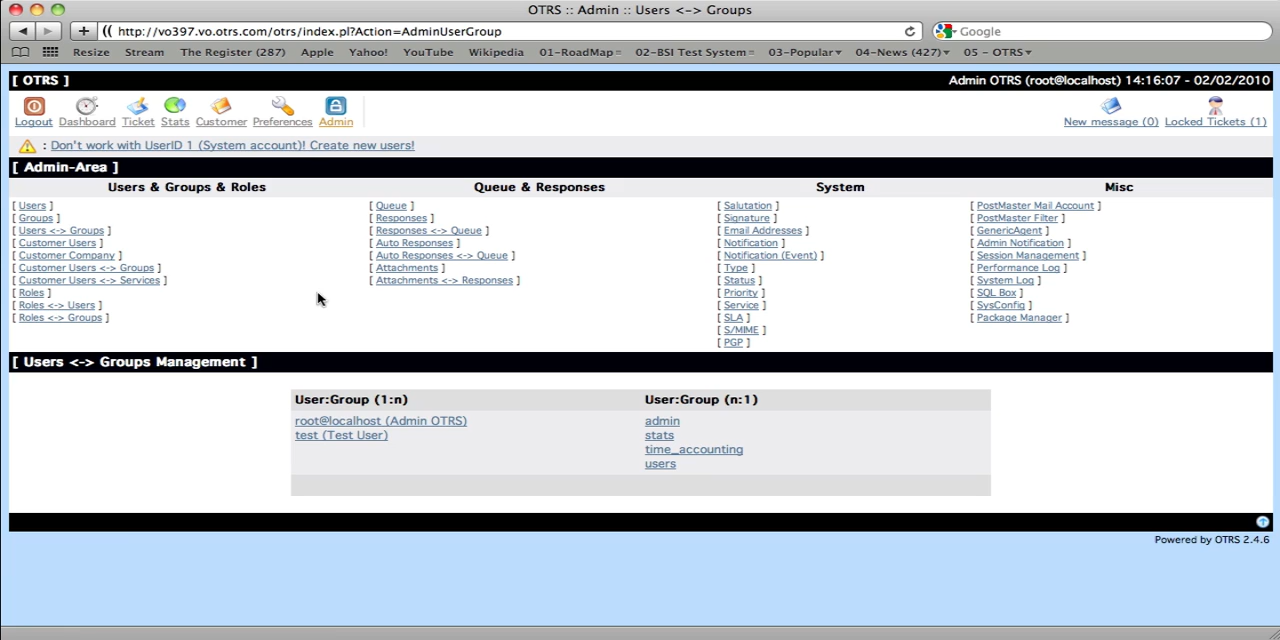 OTRS :: Admin :: Users <-> Groups
http://vo397.vo.otrs.com/otrs/index.pl?Action=AdminUserGroup
Google
Resize Stream The Register (287) Apple Yahoo! YouTube Wikipedia 01-RoadMap 02-BSI Test System 03-Popular 04-News (427) 05 - OTRS
[ OTRS ] Admin OTRS (root@localhost) 14:16:07 - 02/02/2010
Logout Dashboard Ticket Stats Customer Preferences Admin New message (0) Locked Tickets (1)
: Don't work with UserID 1 (System account)! Create new users!
[ Admin-Area ]
Users & Groups & Roles Queue & Responses System Misc
[ Users ] [ Queue ] [ Salutation ] [ PostMaster Mail Account ]
[ Groups ] [ Responses ] [ Signature ] [ PostMaster Filter ]
[ Users <-> Groups ] [ Responses <-> Queue ] [ Email Addresses ] [ GenericAgent ]
[ Customer Users ] [ Auto Responses ] [ Notification ] [ Admin Notification ]
[ Customer Company ] [ Auto Responses <-> Queue ] [ Notification (Event) ] [ Session Management ]
[ Customer Users <-> Groups ] [ Attachments ] [ Type ] [ Performance Log ]
[ Customer Users <-> Services ] [ Attachments <-> Responses ] [ Status ] [ System Log ]
[ Roles ] [ Priority ] [ SQL Box ]
[ Roles <-> Users ] [ Service ] [ SysConfig ]
[ Roles <-> Groups ] [ SLA ] [ Package Manager ]
[ S/MIME ]
[ PGP ]
[ Users <-> Groups Management ]
User:Group (1:n) User:Group (n:1)
root@localhost (Admin OTRS) admin
test (Test User) stats
time_accounting
users
Powered by OTRS 2.4.6